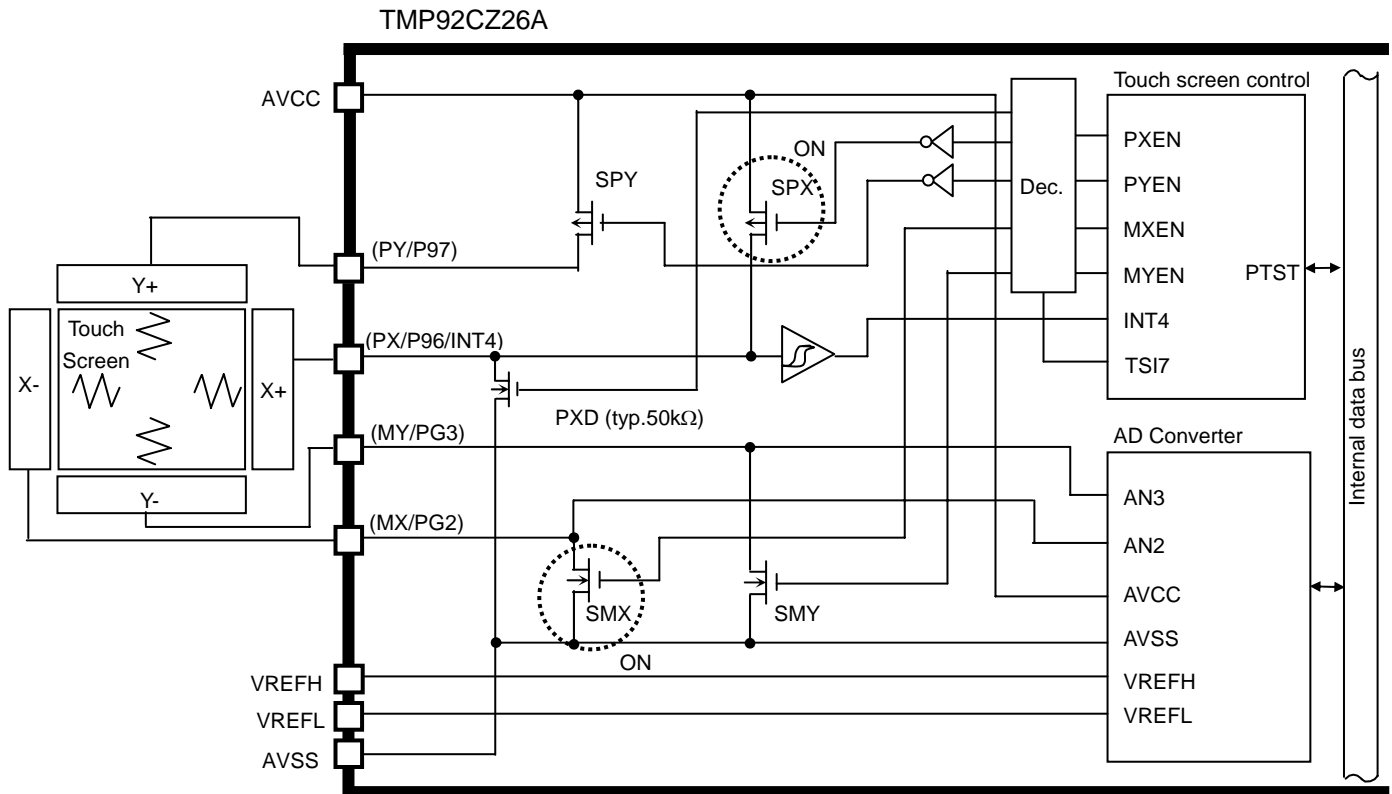 TMP92CZ26A
AVCC
(PY/P97)
(PX/P96/INT4)
(MY/PG3)
(MX/PG2)
VREFH
VREFL
AVSS
Y+
X-
Touch
Screen
X+
Y-
SPY
ON
SPX
PXD (typ.50kΩ)
SMX
ON
SMY
Dec.
Touch screen control
PXEN
PYEN
MXEN
MYEN
PTST
INT4
TSI7
AD Converter
AN3
AN2
AVCC
AVSS
VREFH
VREFL
Internal data bus